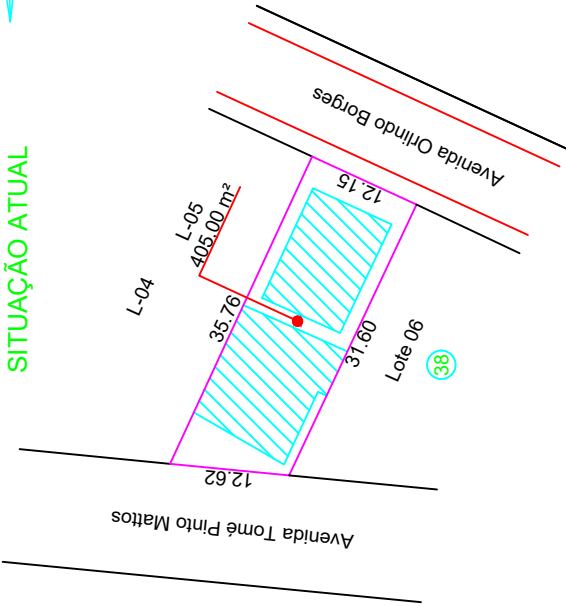 SITUAÇÃO ATUAL
Avenida Orlindo Borges
12.15
L-05
405.00 m²
L-04
35.76
31.60
Lote 06
38
12.62
Avenida Tomé Pinto Mattos